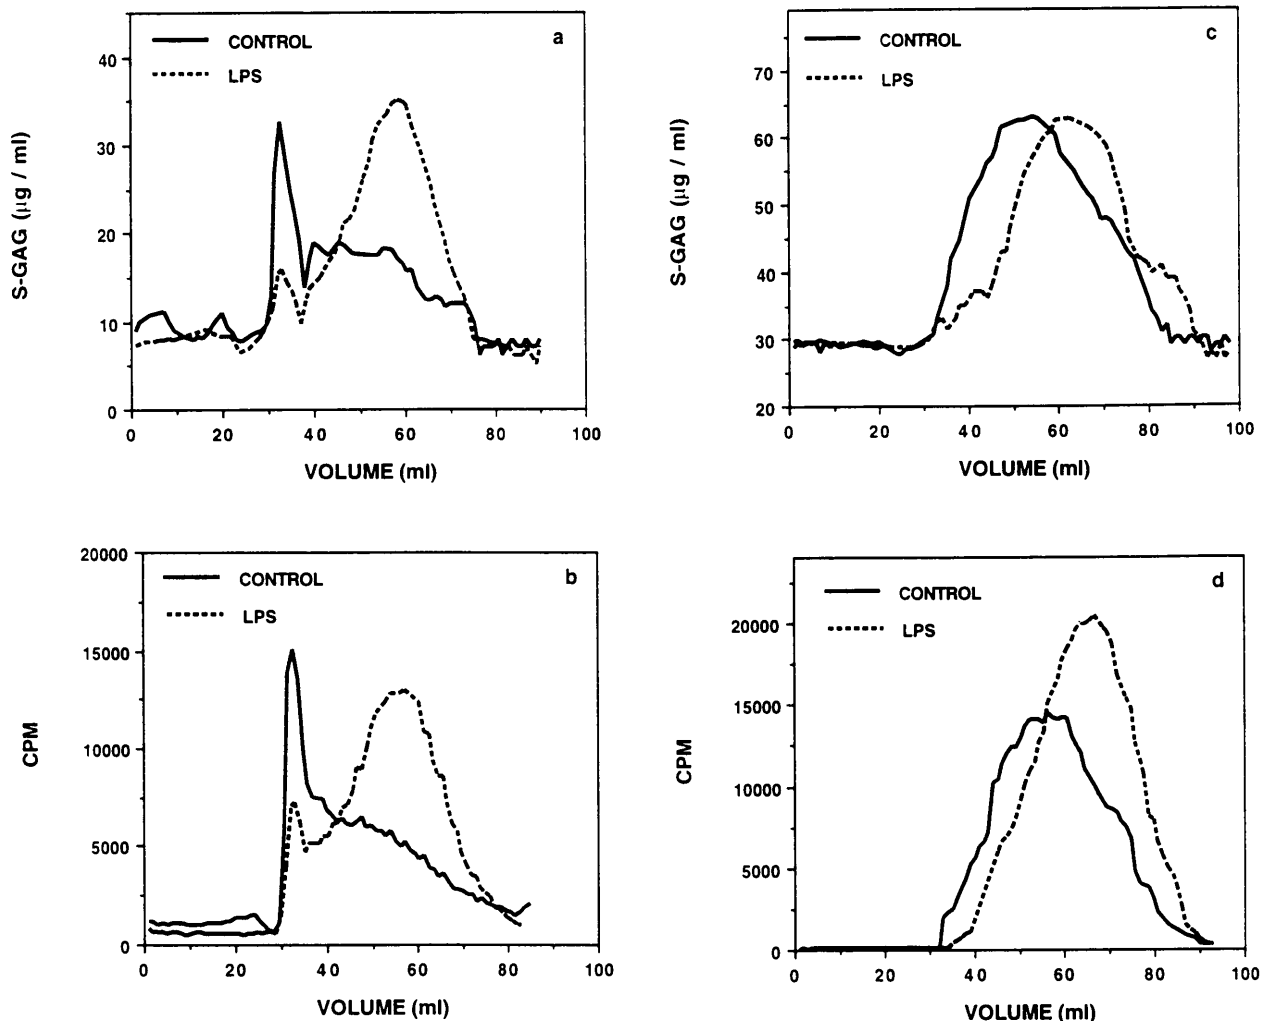 a
CONTROL
LPS
S-GAG (µg / ml)
40
30
20
10
0
0 20 40 60 80 100
VOLUME (ml)
c
CONTROL
LPS
S-GAG (µg / ml)
70
60
50
40
30
20
0 20 40 60 80 100
VOLUME (ml)
b
CONTROL
LPS
CPM
20000
15000
10000
5000
0
0 20 40 60 80 100
VOLUME (ml)
d
CONTROL
LPS
CPM
20000
15000
10000
5000
0
0 20 40 60 80 100
VOLUME (ml)